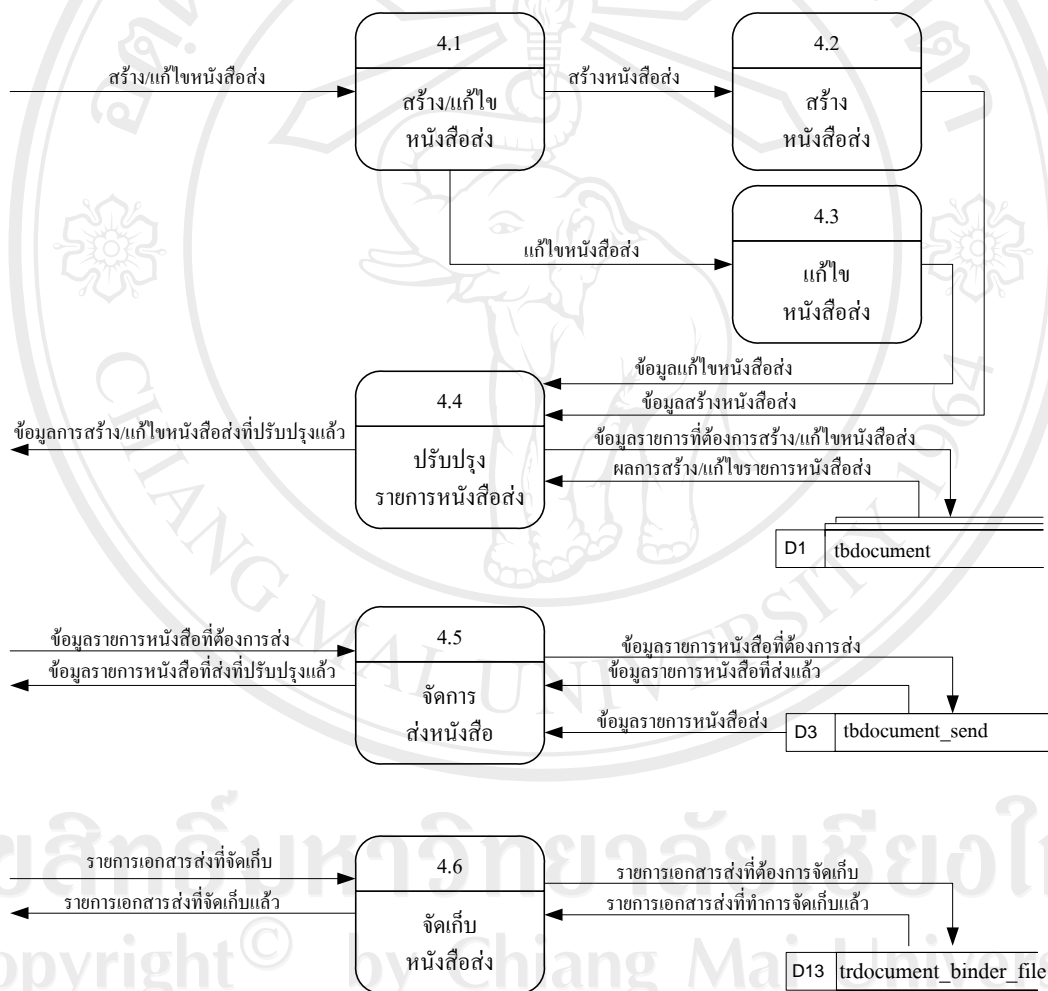 4.1
4.2
สร้าง/แก้ไขหนังสือส่ง
สร้างหนังสือส่ง
สร้าง/แก้ไข
หนังสือส่ง
สร้าง
หนังสือส่ง
4.3
แก้ไขหนังสือส่ง
แก้ไข
หนังสือส่ง
ข้อมูลแก้ไขหนังสือส่ง
4.4
ข้อมูลสร้างหนังสือส่ง
ข้อมูลการสร้าง/แก้ไขหนังสือส่งที่ปรับปรุงแล้ว
ข้อมูลรายการที่ต้องการสร้าง/แก้ไขหนังสือส่ง
ปรับปรุง
รายการหนังสือส่ง
ผลการสร้าง/แก้ไขรายการหนังสือส่ง
D1 tbdocument
4.5
ข้อมูลรายการหนังสือที่ต้องการส่ง
ข้อมูลรายการหนังสือที่ต้องการส่ง
ข้อมูลรายการหนังสือที่ส่งที่ปรับปรุงแล้ว
ข้อมูลรายการหนังสือที่ส่งแล้ว
จัดการ
ส่งหนังสือ
ข้อมูลรายการหนังสือส่ง
D3 tbdocument_send
4.6
รายการเอกสารส่งที่จัดเก็บ
รายการเอกสารส่งที่ต้องการจัดเก็บ
รายการเอกสารส่งที่จัดเก็บแล้ว
รายการเอกสารส่งที่ทำการจัดเก็บแล้ว
จัดเก็บ
หนังสือส่ง
D13 trdocument_binder_file
CHIANG MAI UNIVERSITY 1964
by Chiang Mai